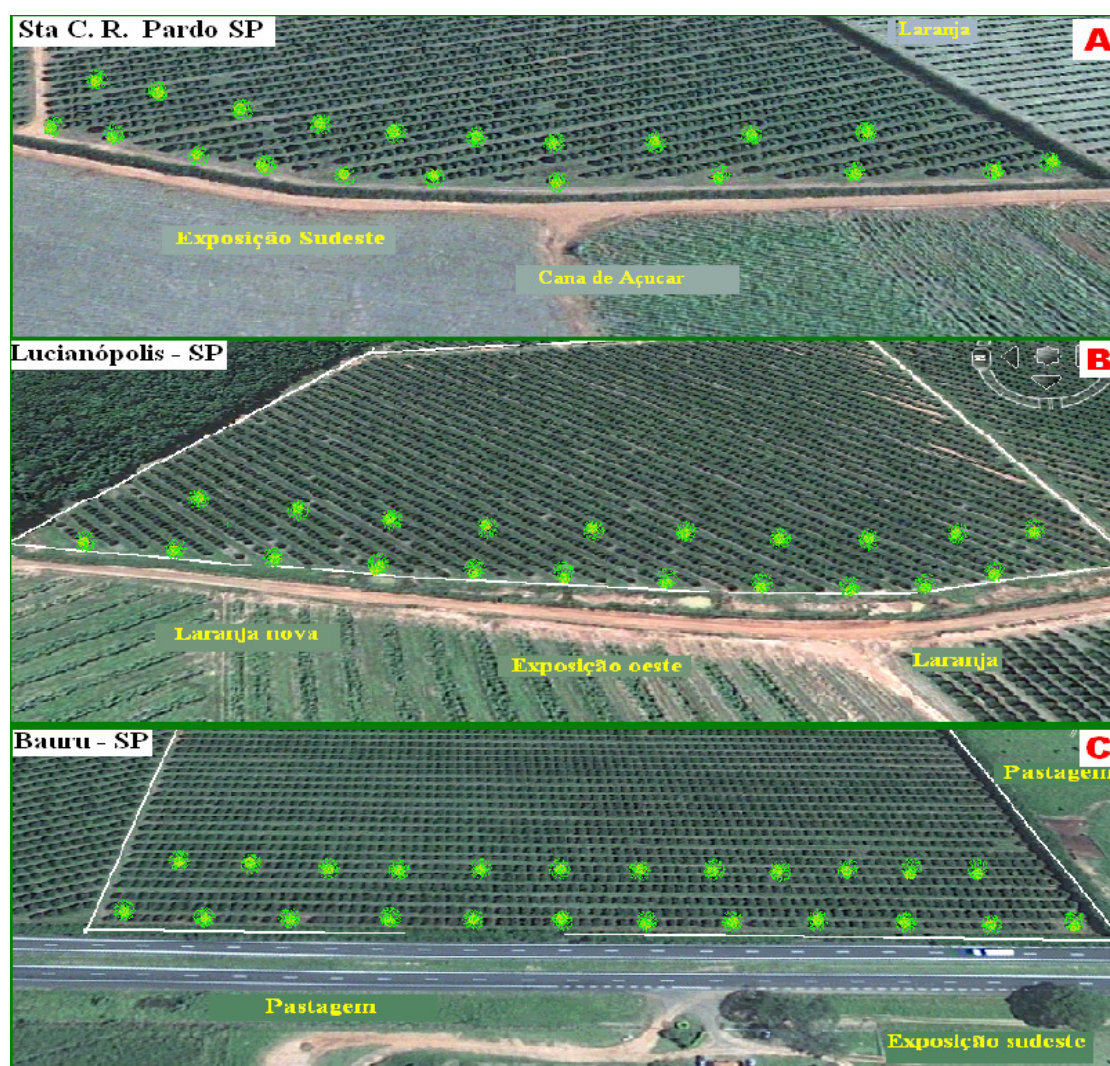 Sta C. R. Pardo SP
Laranja
A
Exposição Sudeste
Cana de Açucar
Lucianópolis - SP
B
Laranja nova
Exposição oeste
Laranja
Bauru - SP
C
Pastagem
Pastagem
Exposição sudeste